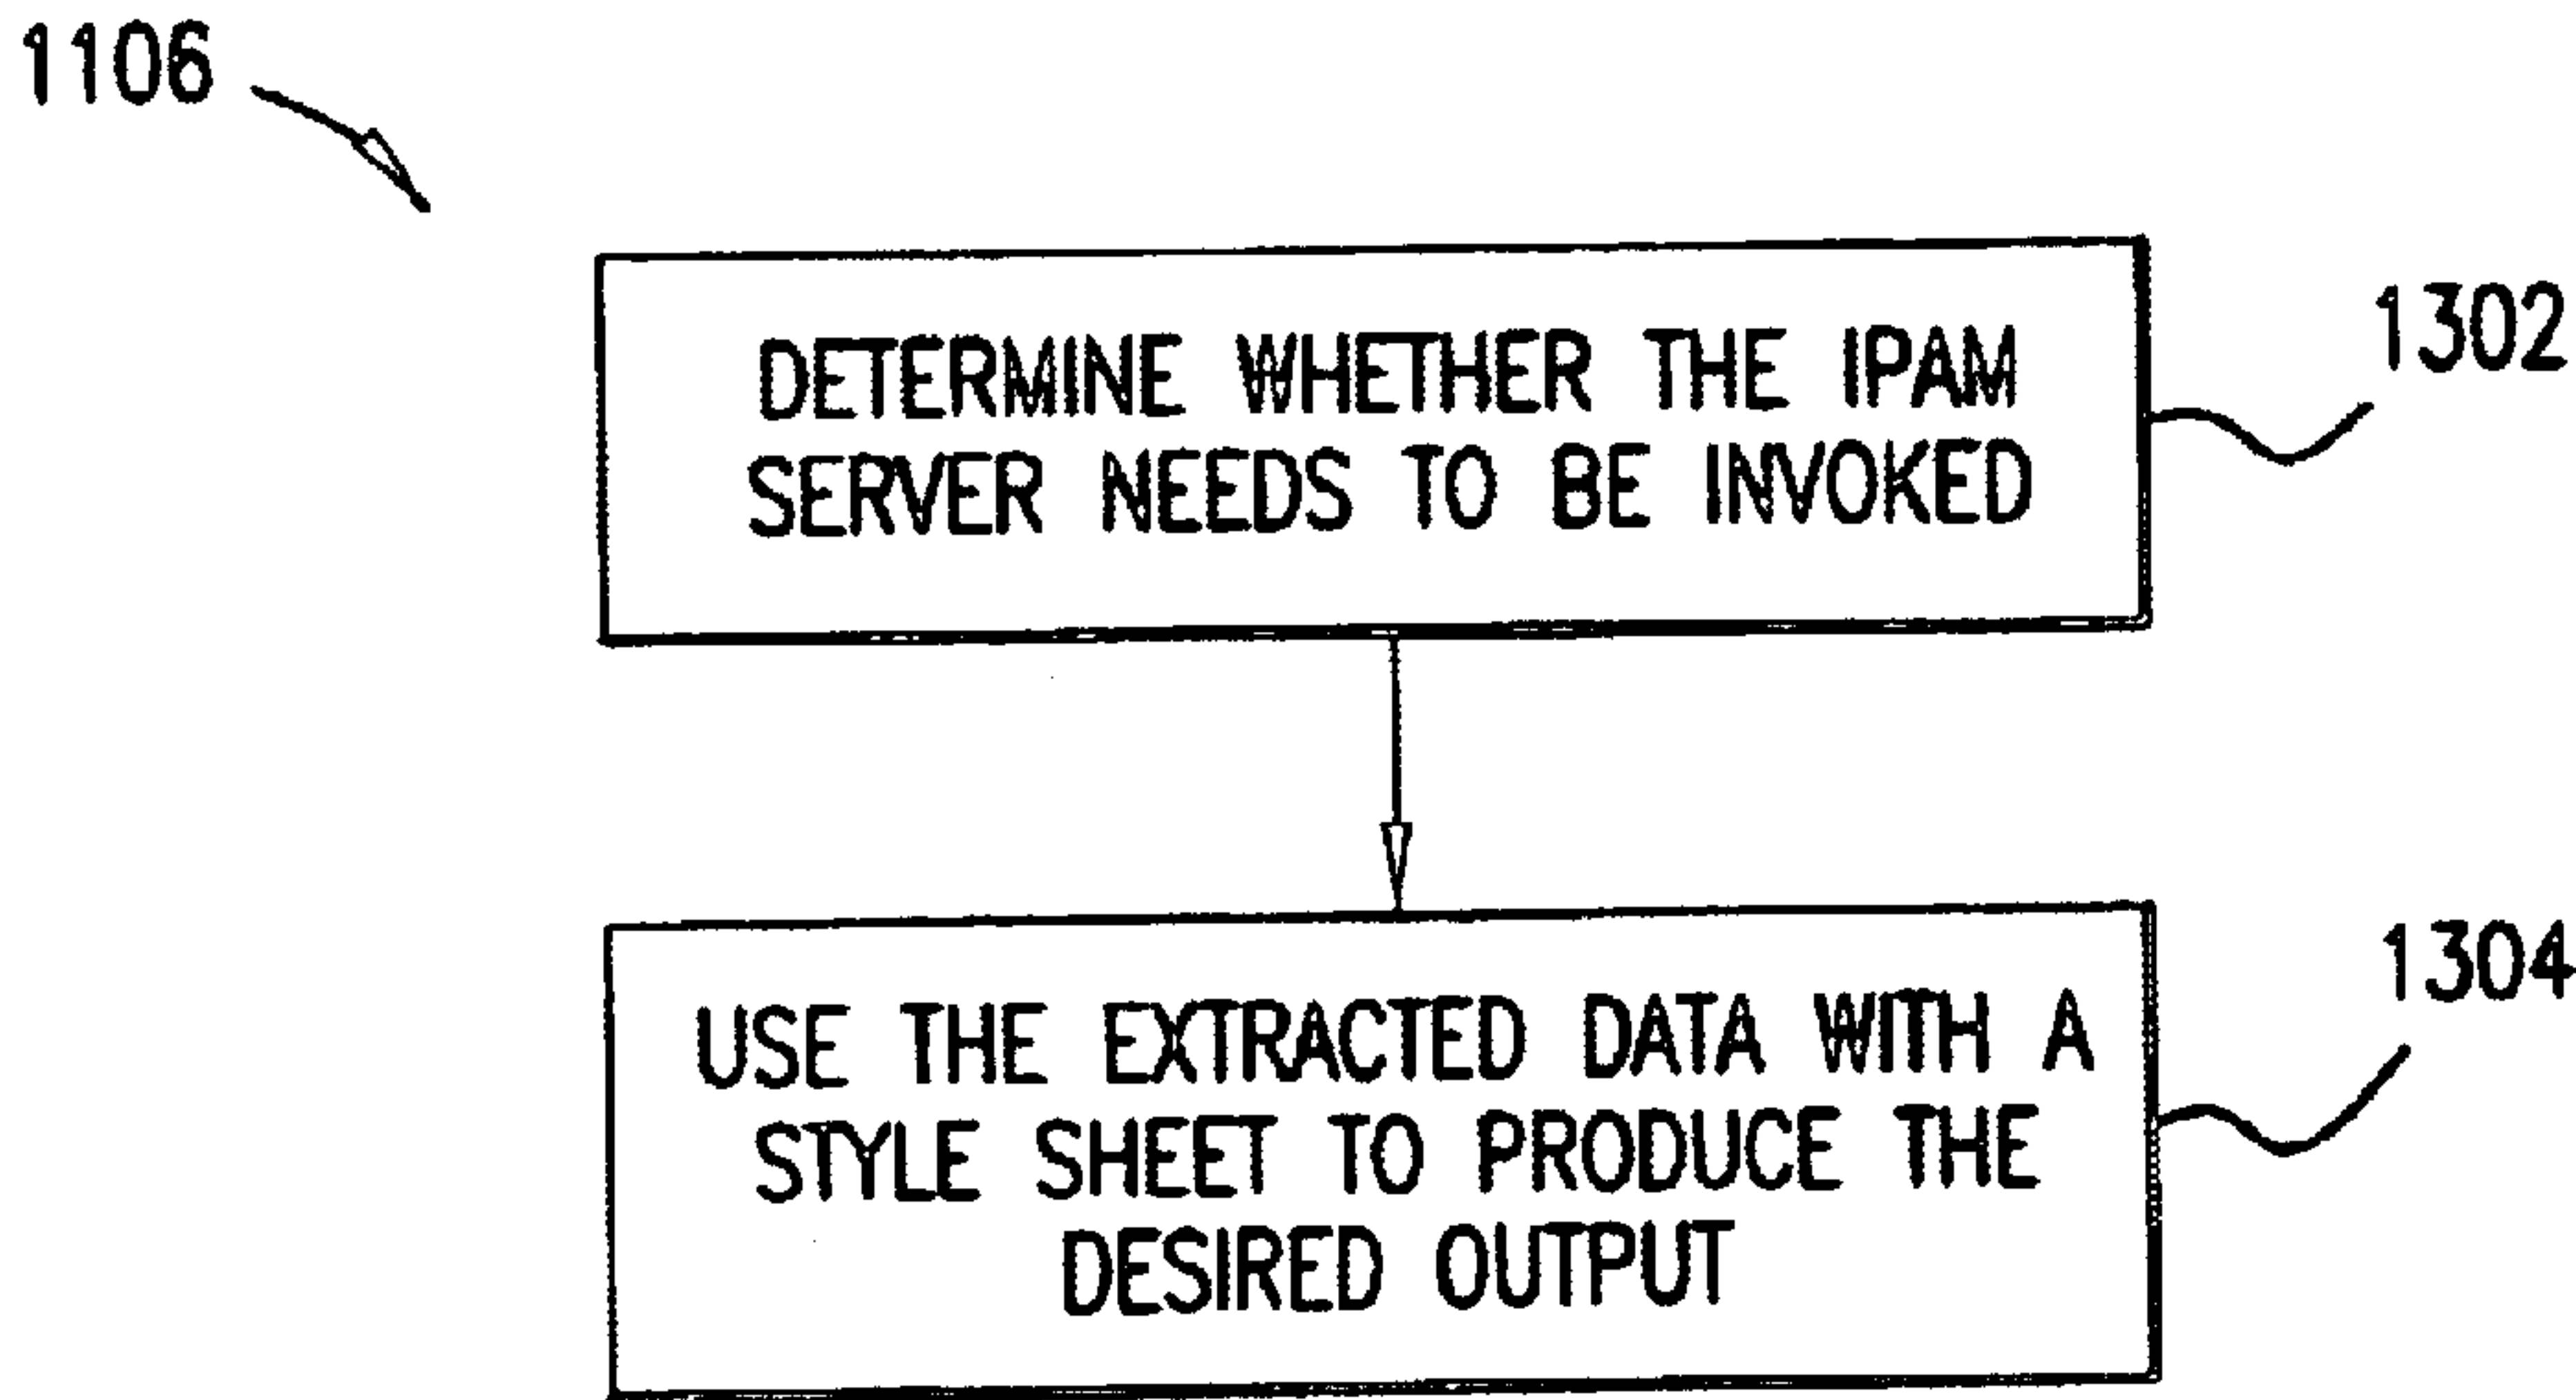 1106
DETERMINE WHETHER THE IPAM
SERVER NEEDS TO BE INVOKED
1302
USE THE EXTRACTED DATA WITH A
STYLE SHEET TO PRODUCE THE
DESIRED OUTPUT
1304